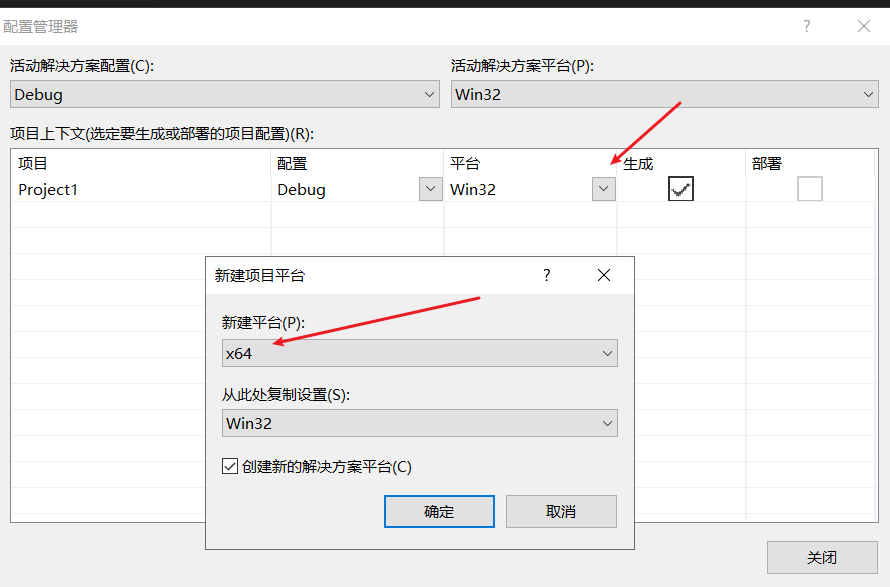 配置管理器
?
活动解决方案配置(C):
活动解决方案平台(P):
Debug
Win32
项目上下文(选定要生成或部署的项目配置)(R):
项目 配置 平台 生成 部署
Project1 Debug Win32
新建项目平台
?
新建平台(P):
x64
从此处复制设置(S):
Win32
创建新的解决方案平台(C)
确定 取消
关闭